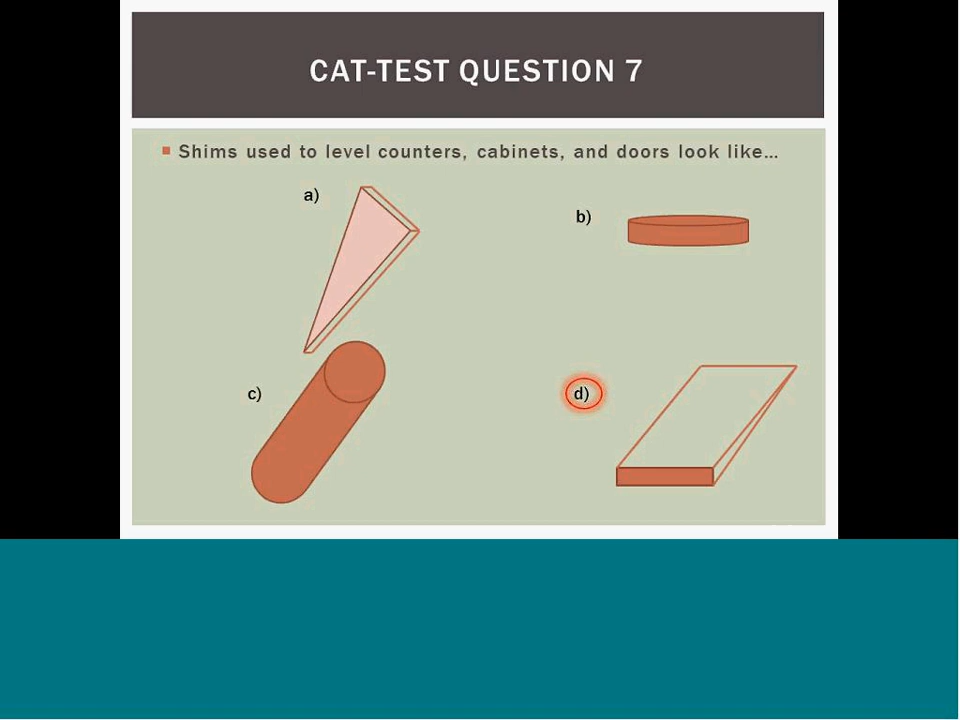 CAT-TEST QUESTION 7
Shims used to level counters, cabinets, and doors look like...
a)
b)
c)
d)